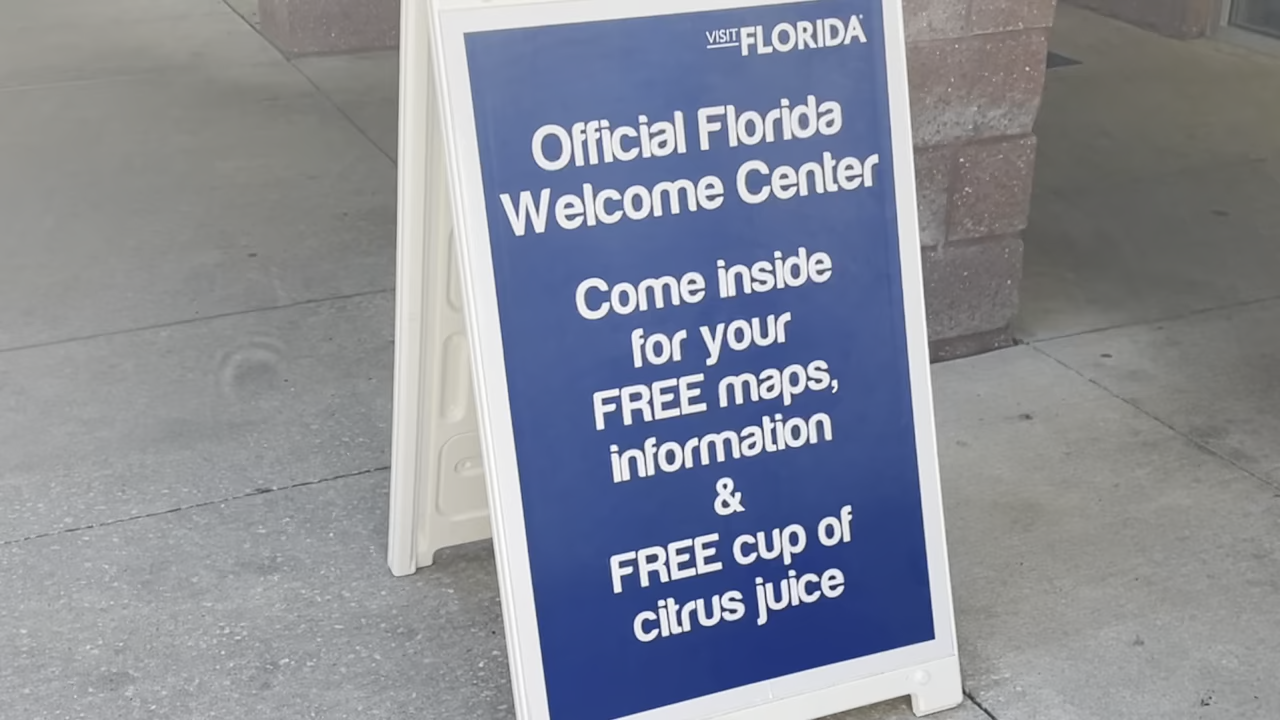 VISIT FLORIDA
Official Florida
Welcome Center
Come inside
for your
FREE maps,
information
&
FREE cup of
citrus juice